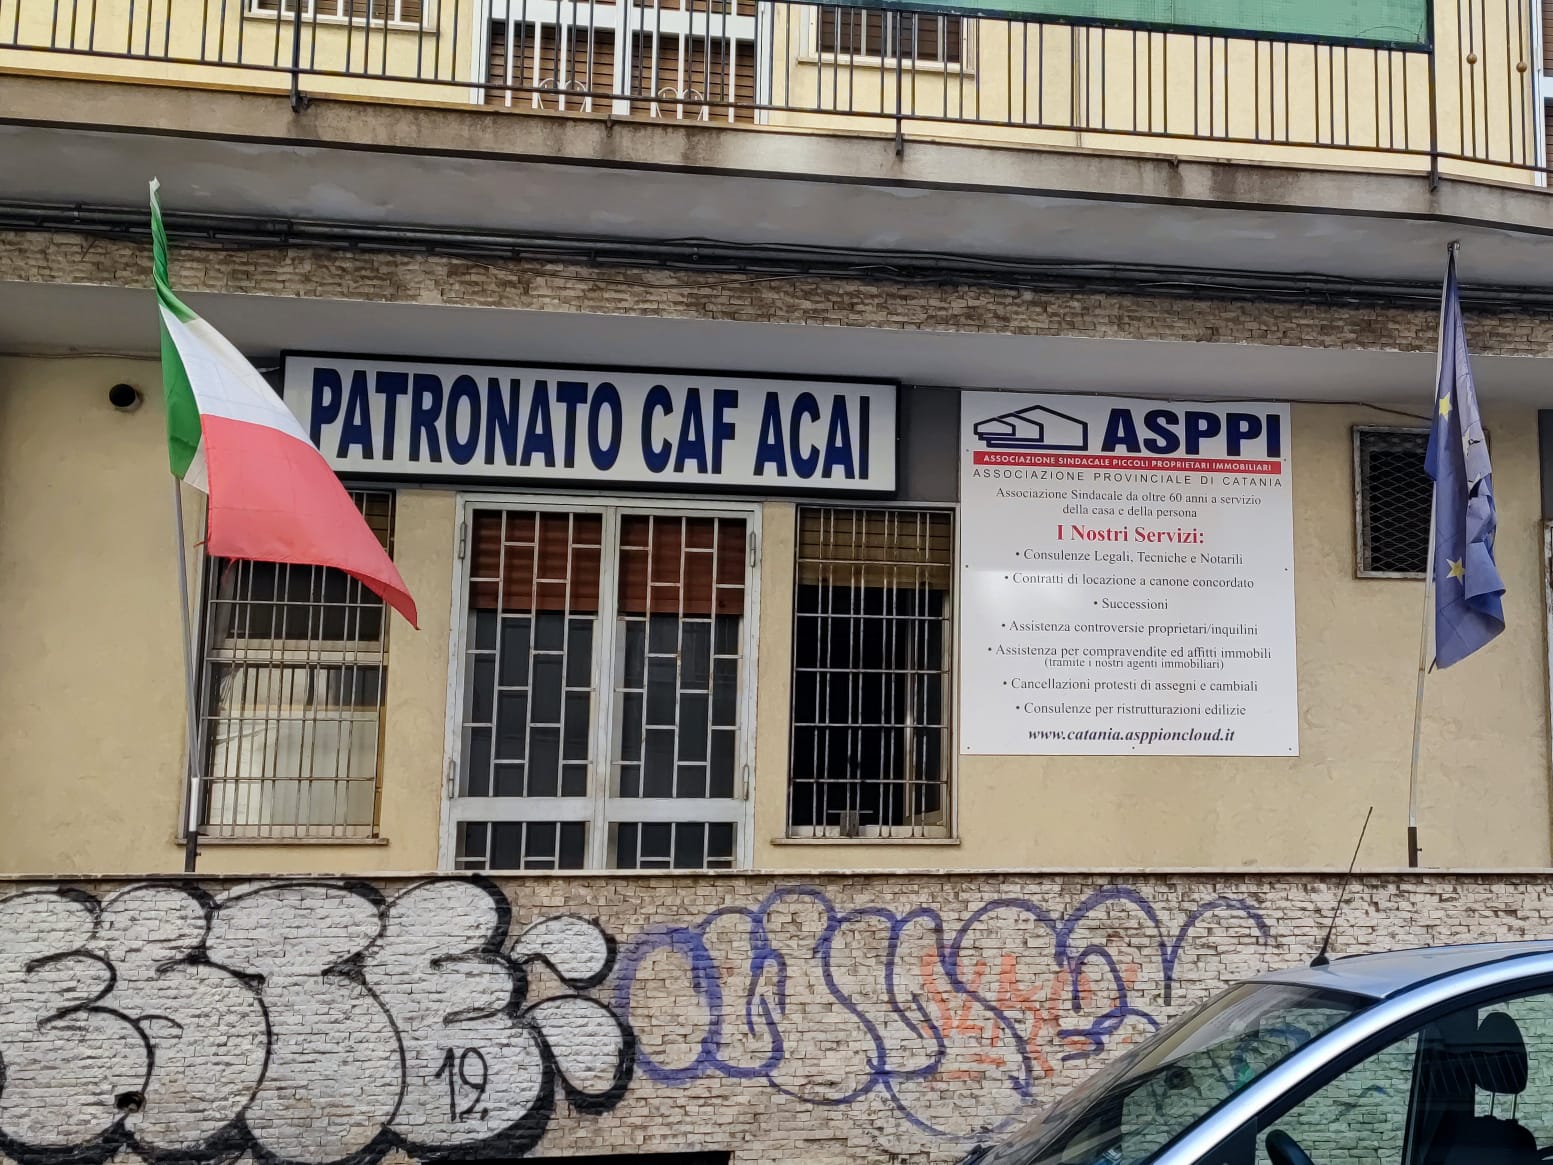 PATRONATO CAF ACAI
ASPPI
ASSOCIAZIONE SINDACALE PICCOLI PROPRIETARI IMMOBILIARI
ASSOCIAZIONE PROVINCIALE DI CATANIA
Associazione Sindacale da oltre 60 anni a servizio
della casa e della persona
I Nostri Servizi:
• Consulenze Legali, Tecniche e Notarili
• Contratti di locazione a canone concordato
• Successioni
• Assistenza controversie proprietari/inquilini
• Assistenza per compravendite ed affitti immobili
(tramite i nostri agenti immobiliari)
• Cancellazioni protesti di assegni e cambiali
• Consulenze per ristrutturazioni edilizie
www.catania.asppioncloud.it
19